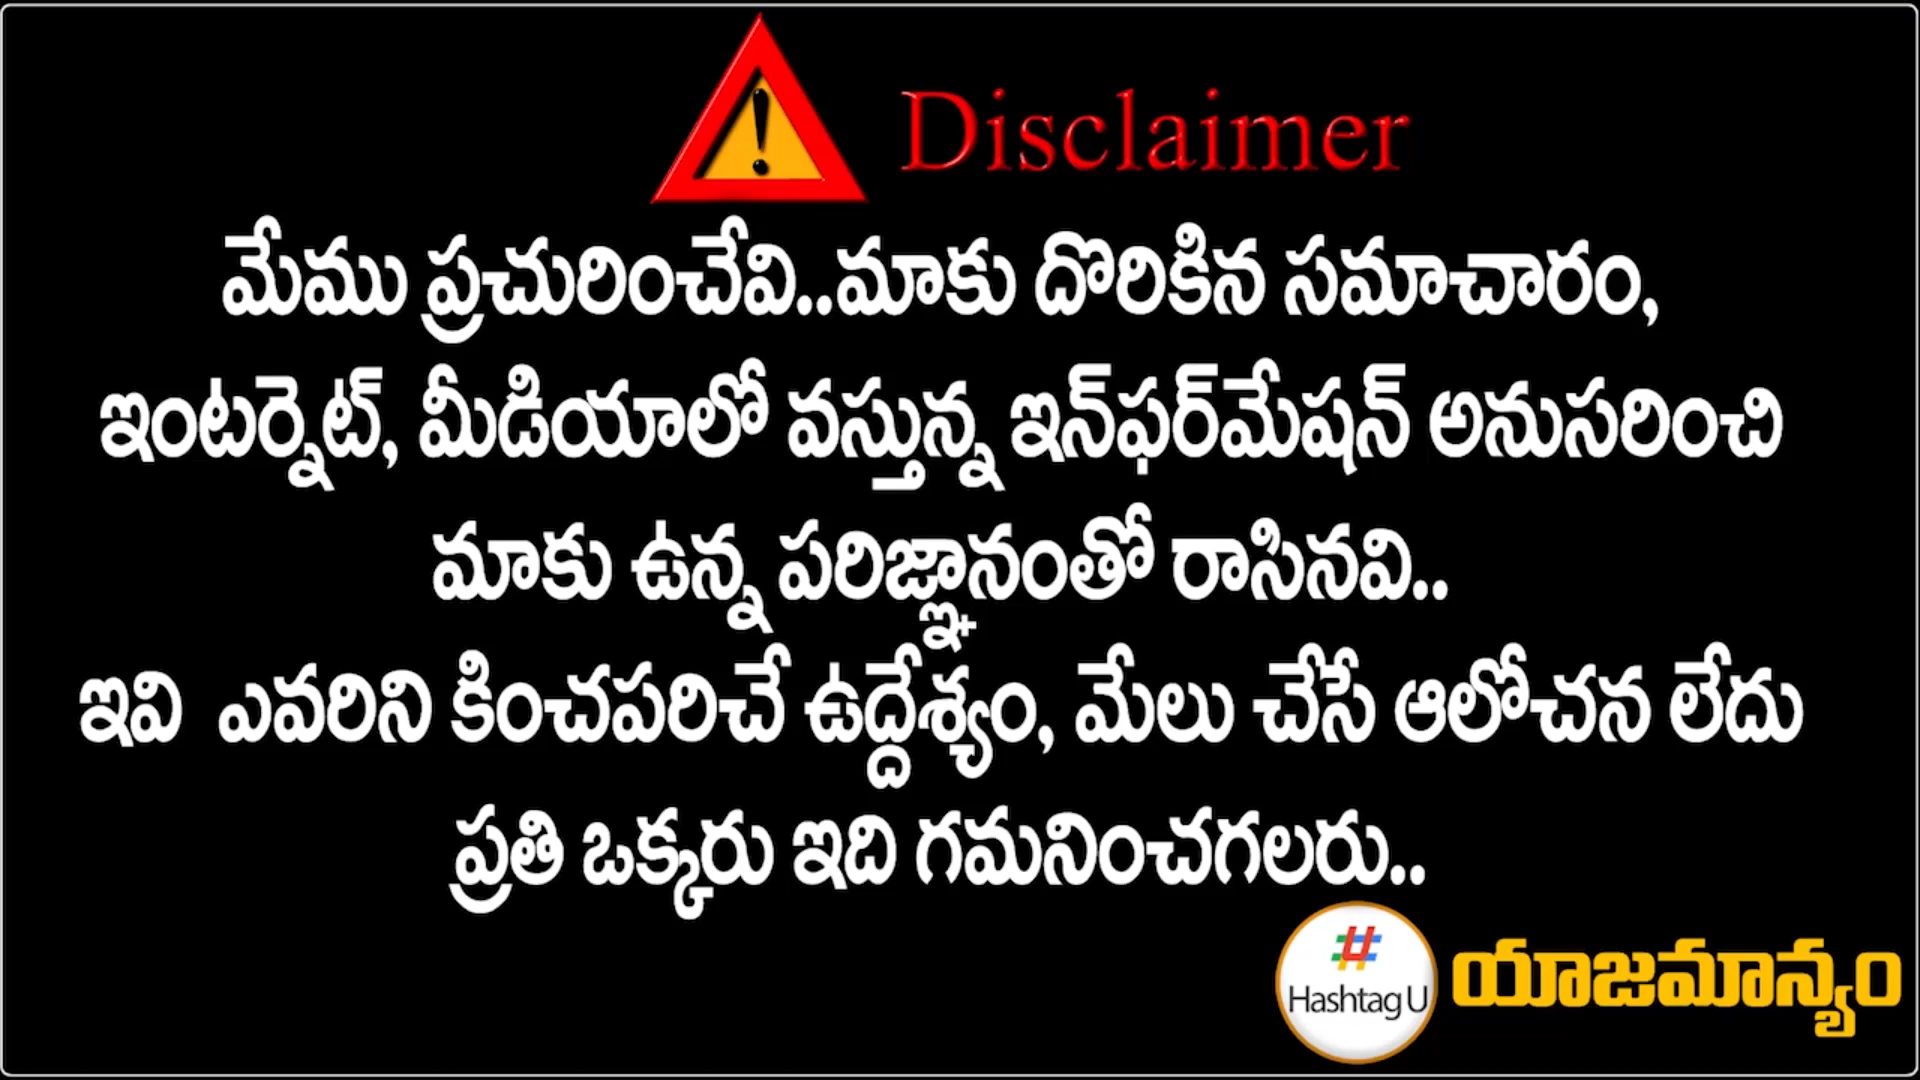 Disclaimer
మేము ప్రచురించేవి..మాకు దొరికిన సమాచారం,
ఇంటర్నెట్, మీడియాలో వస్తున్న ఇన్‌ఫర్‌మేషన్ అనుసరించి
మాకు ఉన్న పరిజ్ఞానంతో రాసినవి..
ఇవి ఎవరిని కించపరిచే ఉద్దేశ్యం, మేలు చేసే ఆలోచన లేదు
ప్రతి ఒక్కరు ఇది గమనించగలరు..
# Hashtag U
యాజమాన్యం